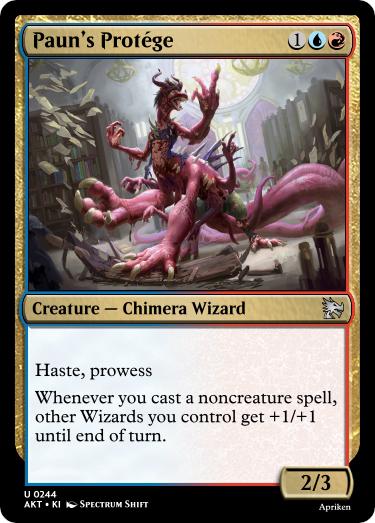 Paun's Protége 1
Creature — Chimera Wizard
Haste, prowess
Whenever you cast a noncreature spell,
other Wizards you control get +1/+1
until end of turn.
2/3
U 0244
AKT • KI Spectrum Shift
Apriken